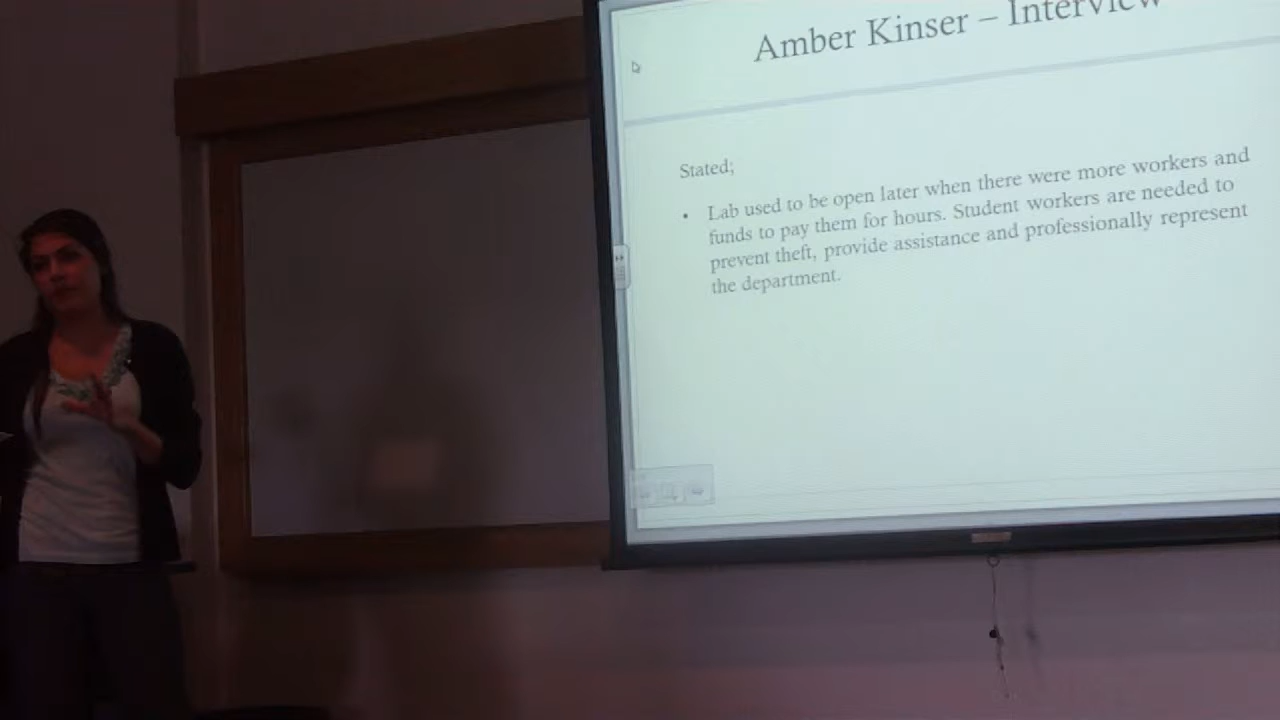 Amber Kinser – Interview
Stated;
• Lab used to be open later when there were more workers and
funds to pay them for hours. Student workers are needed to
prevent theft, provide assistance and professionally represent
the department.